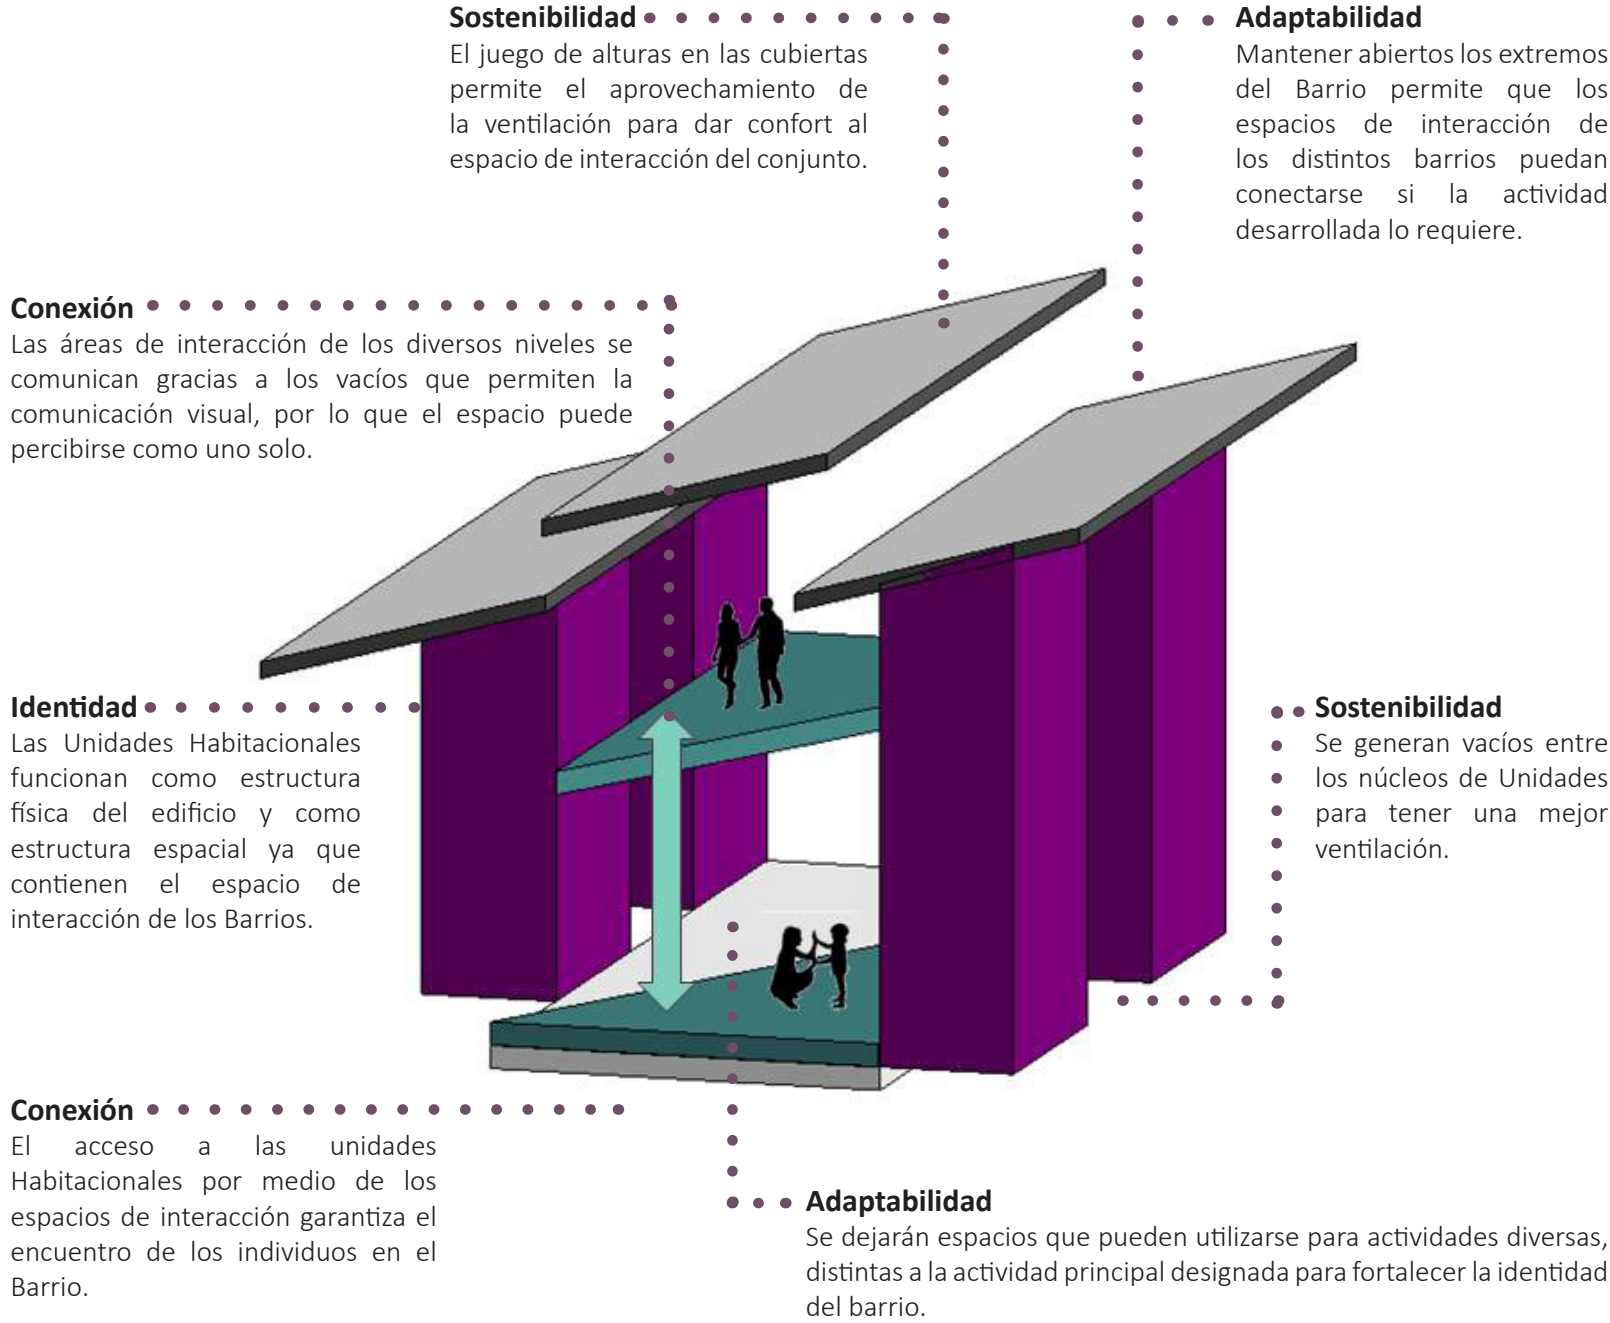 Sostenibilidad
El juego de alturas en las cubiertas
permite el aprovechamiento de
la ventilación para dar confort al
espacio de interacción del conjunto.
Adaptabilidad
Mantener abiertos los extremos
del Barrio permite que los
espacios de interacción de
los distintos barrios puedan
conectarse si la actividad
desarrollada lo requiere.
Conexión
Las áreas de interacción de los diversos niveles se
comunican gracias a los vacíos que permiten la
comunicación visual, por lo que el espacio puede
percibirse como uno solo.
Identidad
Las Unidades Habitacionales
funcionan como estructura
física del edificio y como
estructura espacial ya que
contienen el espacio de
interacción de los Barrios.
Sostenibilidad
Se generan vacíos entre
los núcleos de Unidades
para tener una mejor
ventilación.
Conexión
El acceso a las unidades
Habitacionales por medio de los
espacios de interacción garantiza el
encuentro de los individuos en el
Barrio.
Adaptabilidad
Se dejarán espacios que pueden utilizarse para actividades diversas,
distintas a la actividad principal designada para fortalecer la identidad
del barrio.